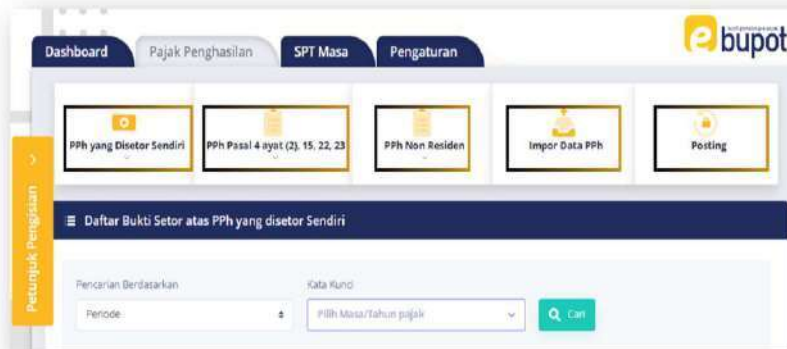 Dashboard
Pajak Penghasilan
SPT Masa
Pengaturan
e bupot
PPh yang Disetor Sendiri
PPh Pasal 4 ayat (2), 15, 22, 23
PPh Non Residen
Impor Data PPh
Posting
Petunjuk Pengisian
Daftar Bukti Setor atas PPh yang disetor Sendiri
Pencarian Berdasarkan
Kata Kunci
Periode
Pilih Masa/Tahun pajak
Cari